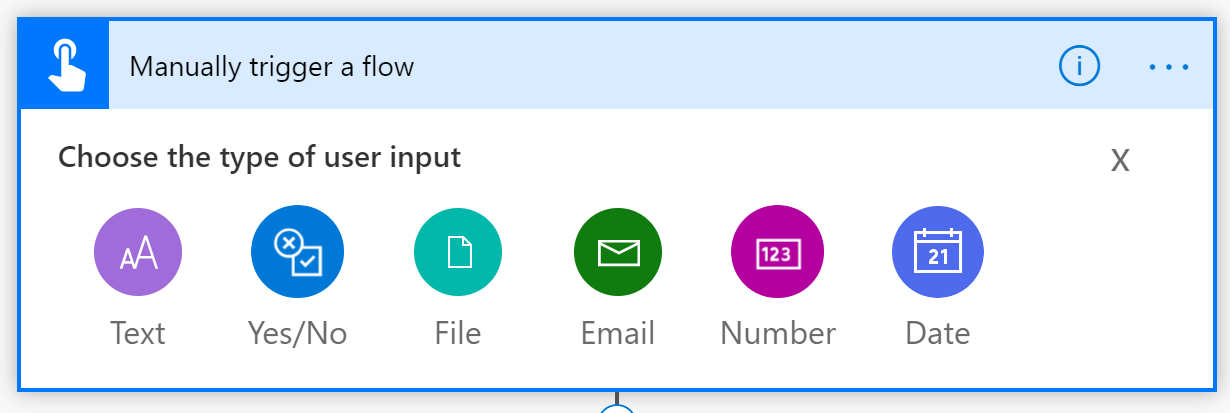 Manually trigger a flow
Choose the type of user input
X
AA
123
21
Text Yes/No File Email Number Date